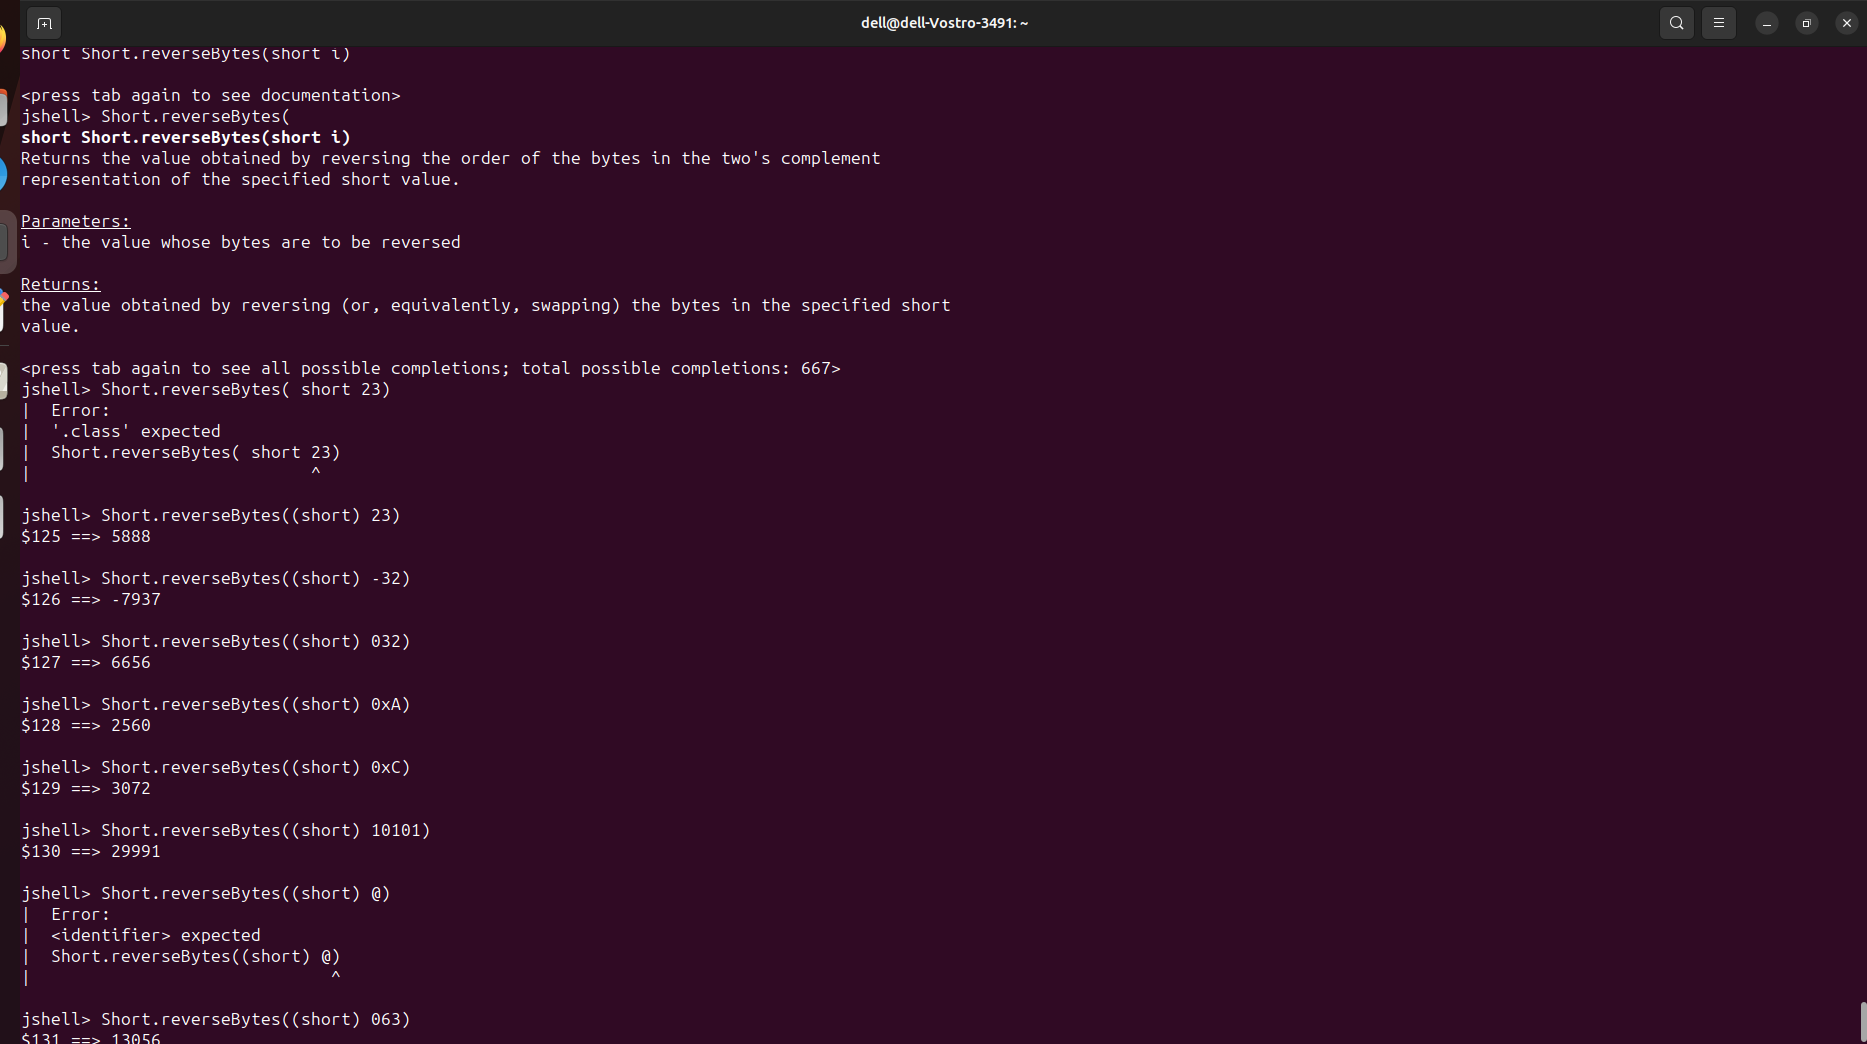 dell@dell-Vostro-3491: ~
short Short.reverseBytes(short i)
<press tab again to see documentation>
jshell> Short.reverseBytes(
short Short.reverseBytes(short i)
Returns the value obtained by reversing the order of the bytes in the two's complement
representation of the specified short value.
Parameters:
i - the value whose bytes are to be reversed
Returns:
the value obtained by reversing (or, equivalently, swapping) the bytes in the specified short
value.
<press tab again to see all possible completions; total possible completions: 667>
jshell> Short.reverseBytes( short 23)
|  Error:
|  '.class' expected
|  Short.reverseBytes( short 23)
|                            ^
jshell> Short.reverseBytes((short) 23)
$125 ==> 5888
jshell> Short.reverseBytes((short) -32)
$126 ==> -7937
jshell> Short.reverseBytes((short) 032)
$127 ==> 6656
jshell> Short.reverseBytes((short) 0xA)
$128 ==> 2560
jshell> Short.reverseBytes((short) 0xC)
$129 ==> 3072
jshell> Short.reverseBytes((short) 10101)
$130 ==> 29991
jshell> Short.reverseBytes((short) @)
|  Error:
|  <identifier> expected
|  Short.reverseBytes((short) @)
|                              ^
jshell> Short.reverseBytes((short) 063)
$131 ==> 13056